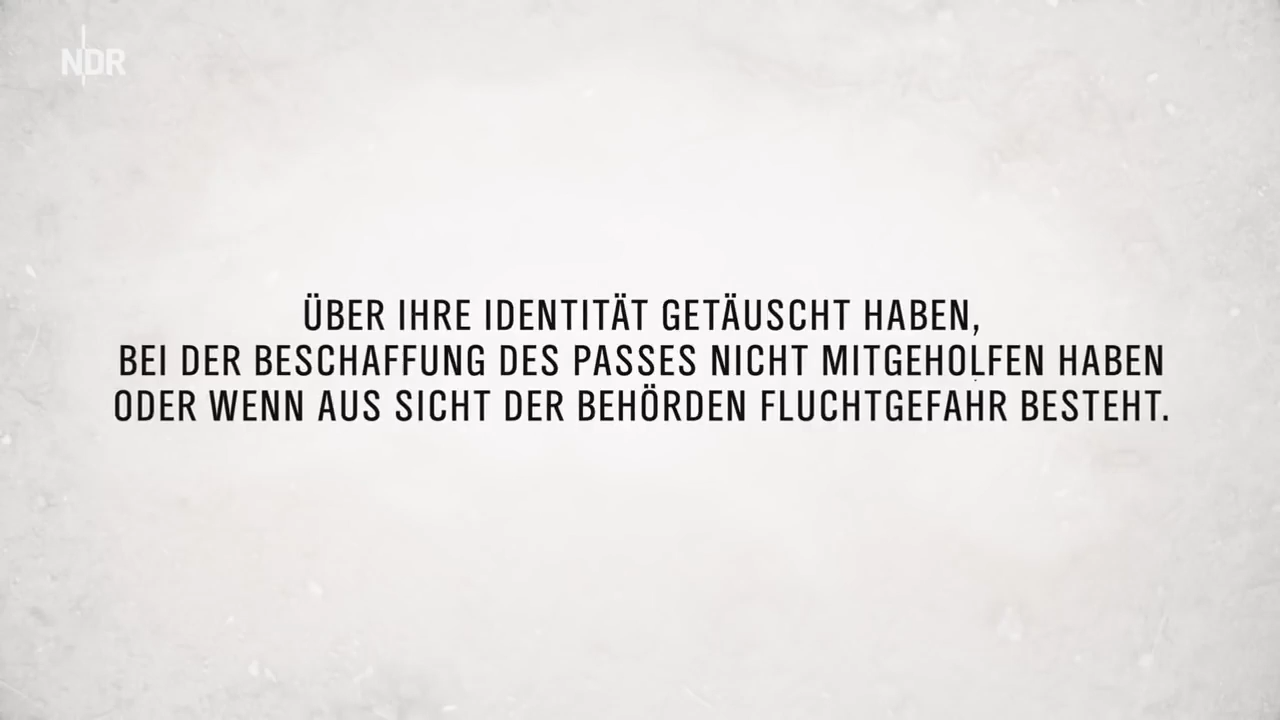 NDR
ÜBER IHRE IDENTITÄT GETÄUSCHT HABEN,
BEI DER BESCHAFFUNG DES PASSES NICHT MITGEHOLFEN HABEN
ODER WENN AUS SICHT DER BEHÖRDEN FLUCHTGEFAHR BESTEHT.